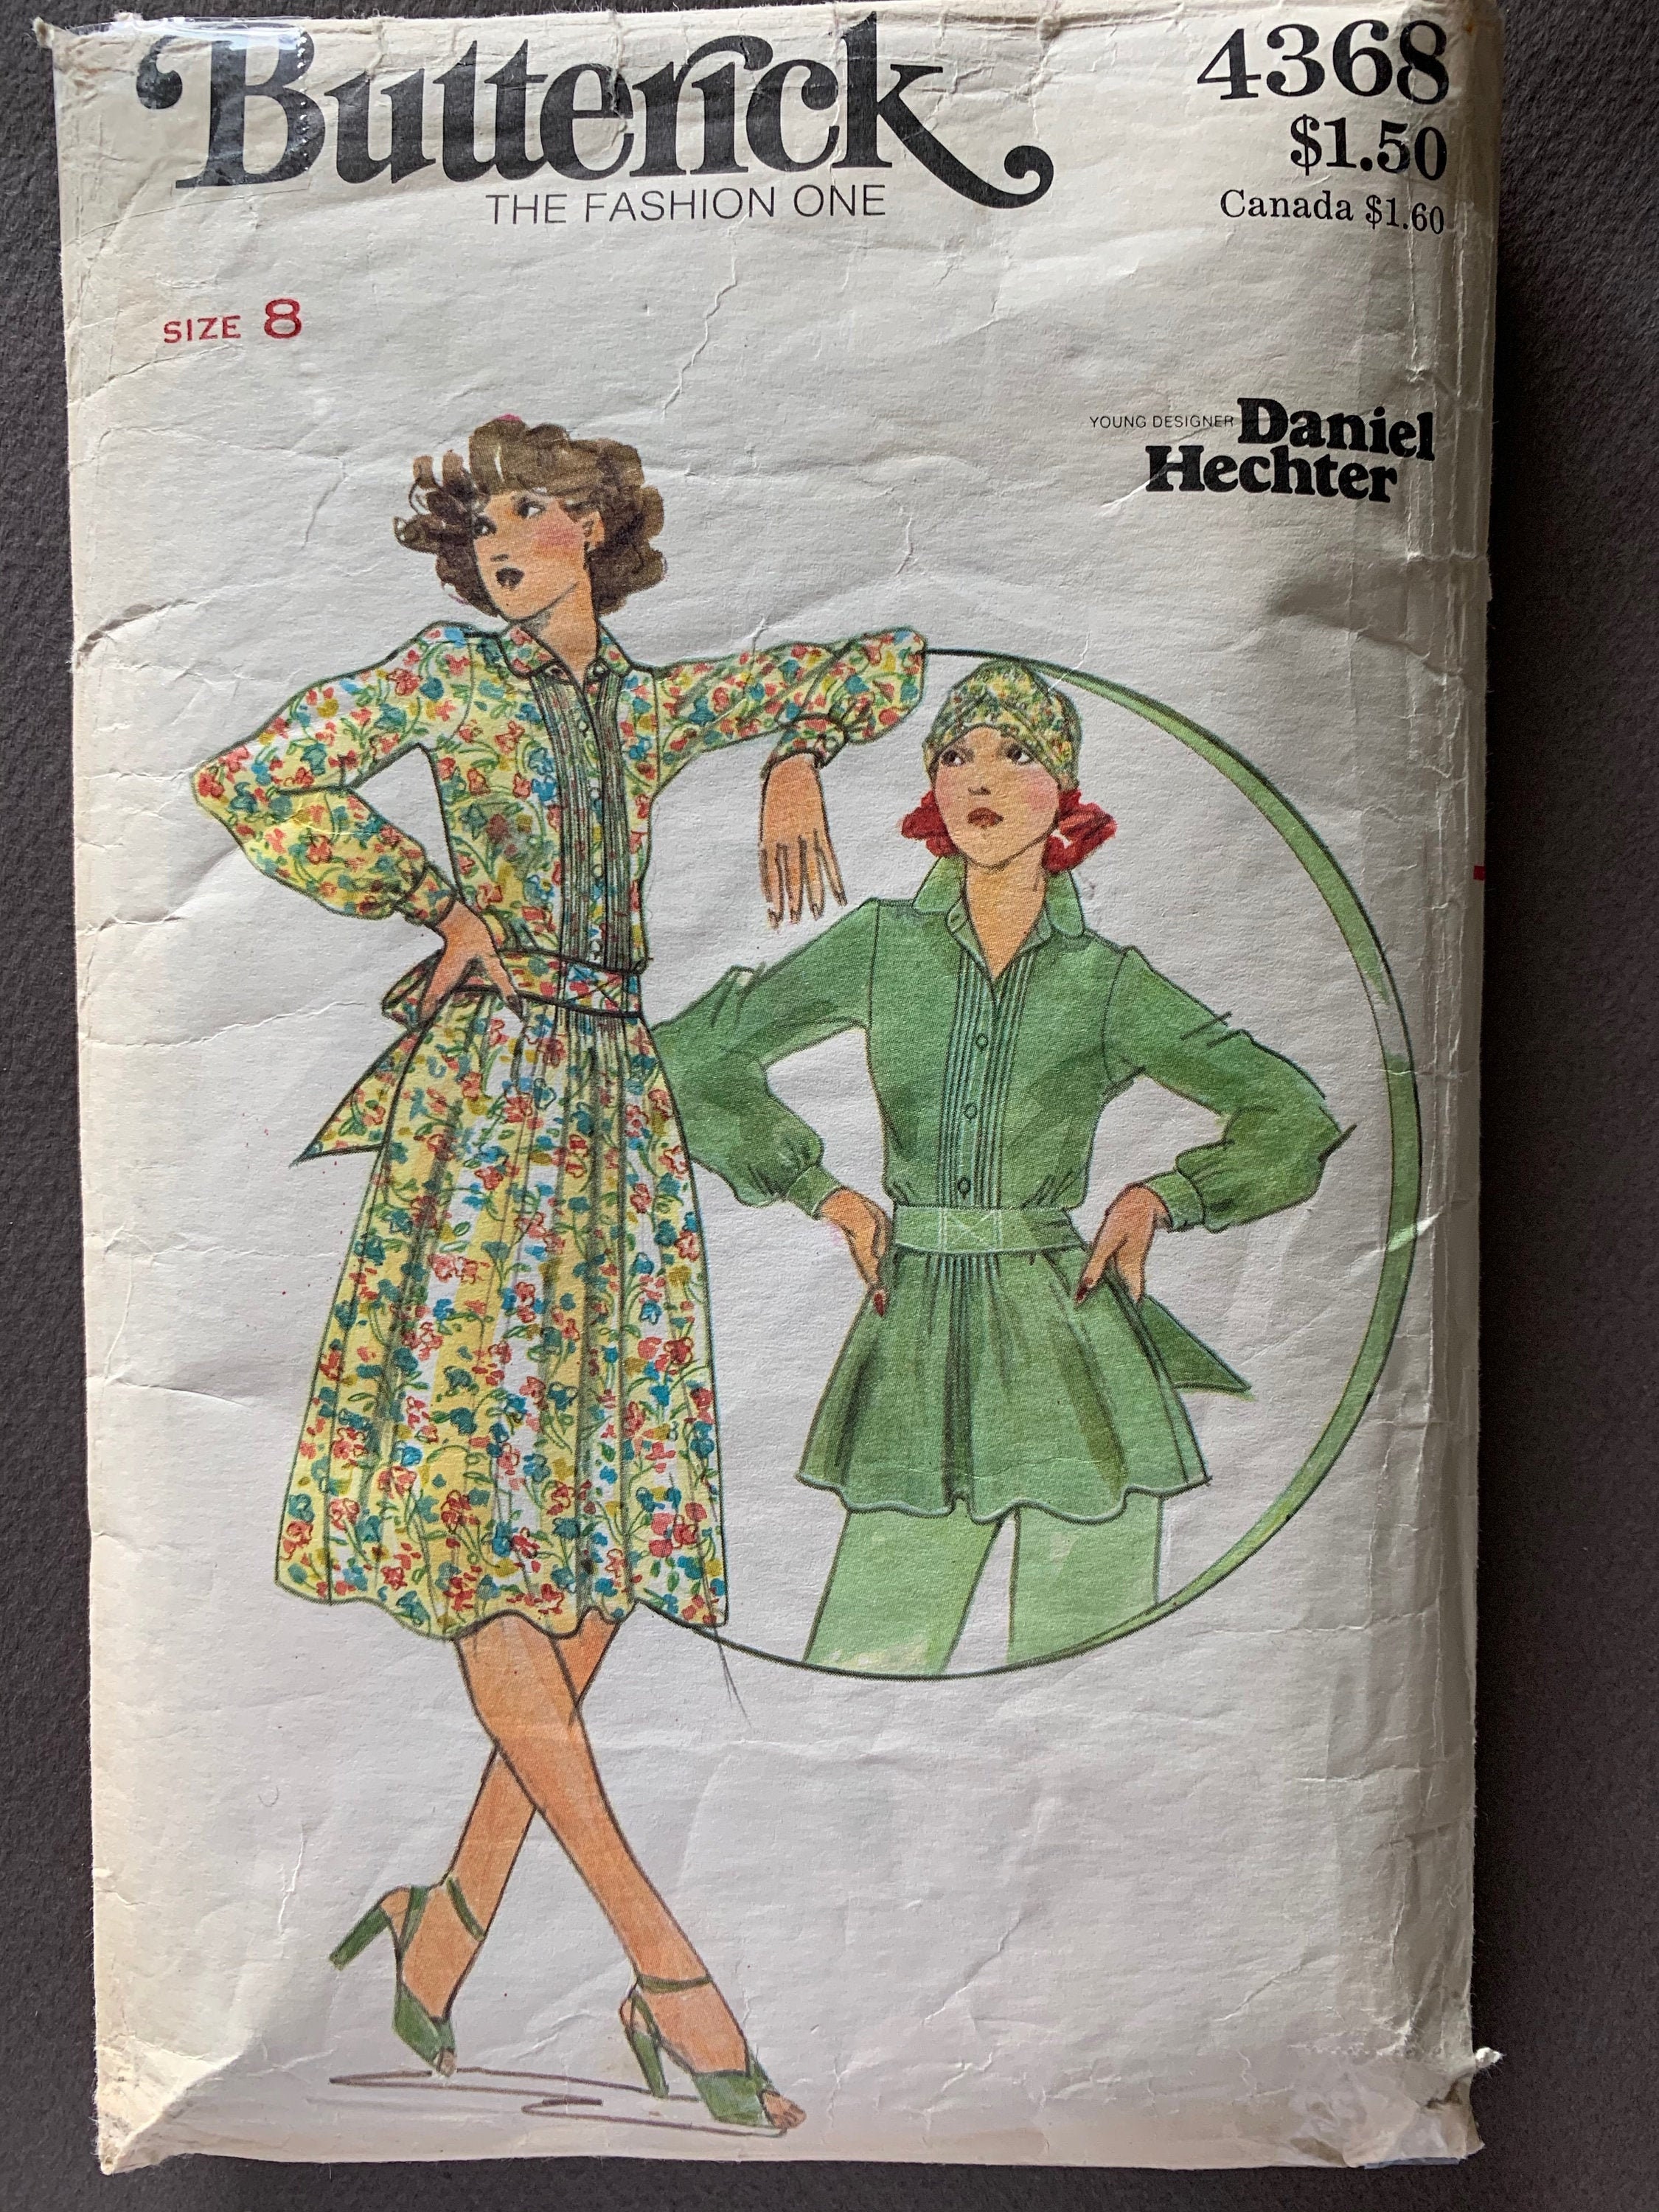 Butterick
THE FASHION ONE
4368
$1.50
Canada $1.60
SIZE 8
YOUNG DESIGNER Daniel
Hechter